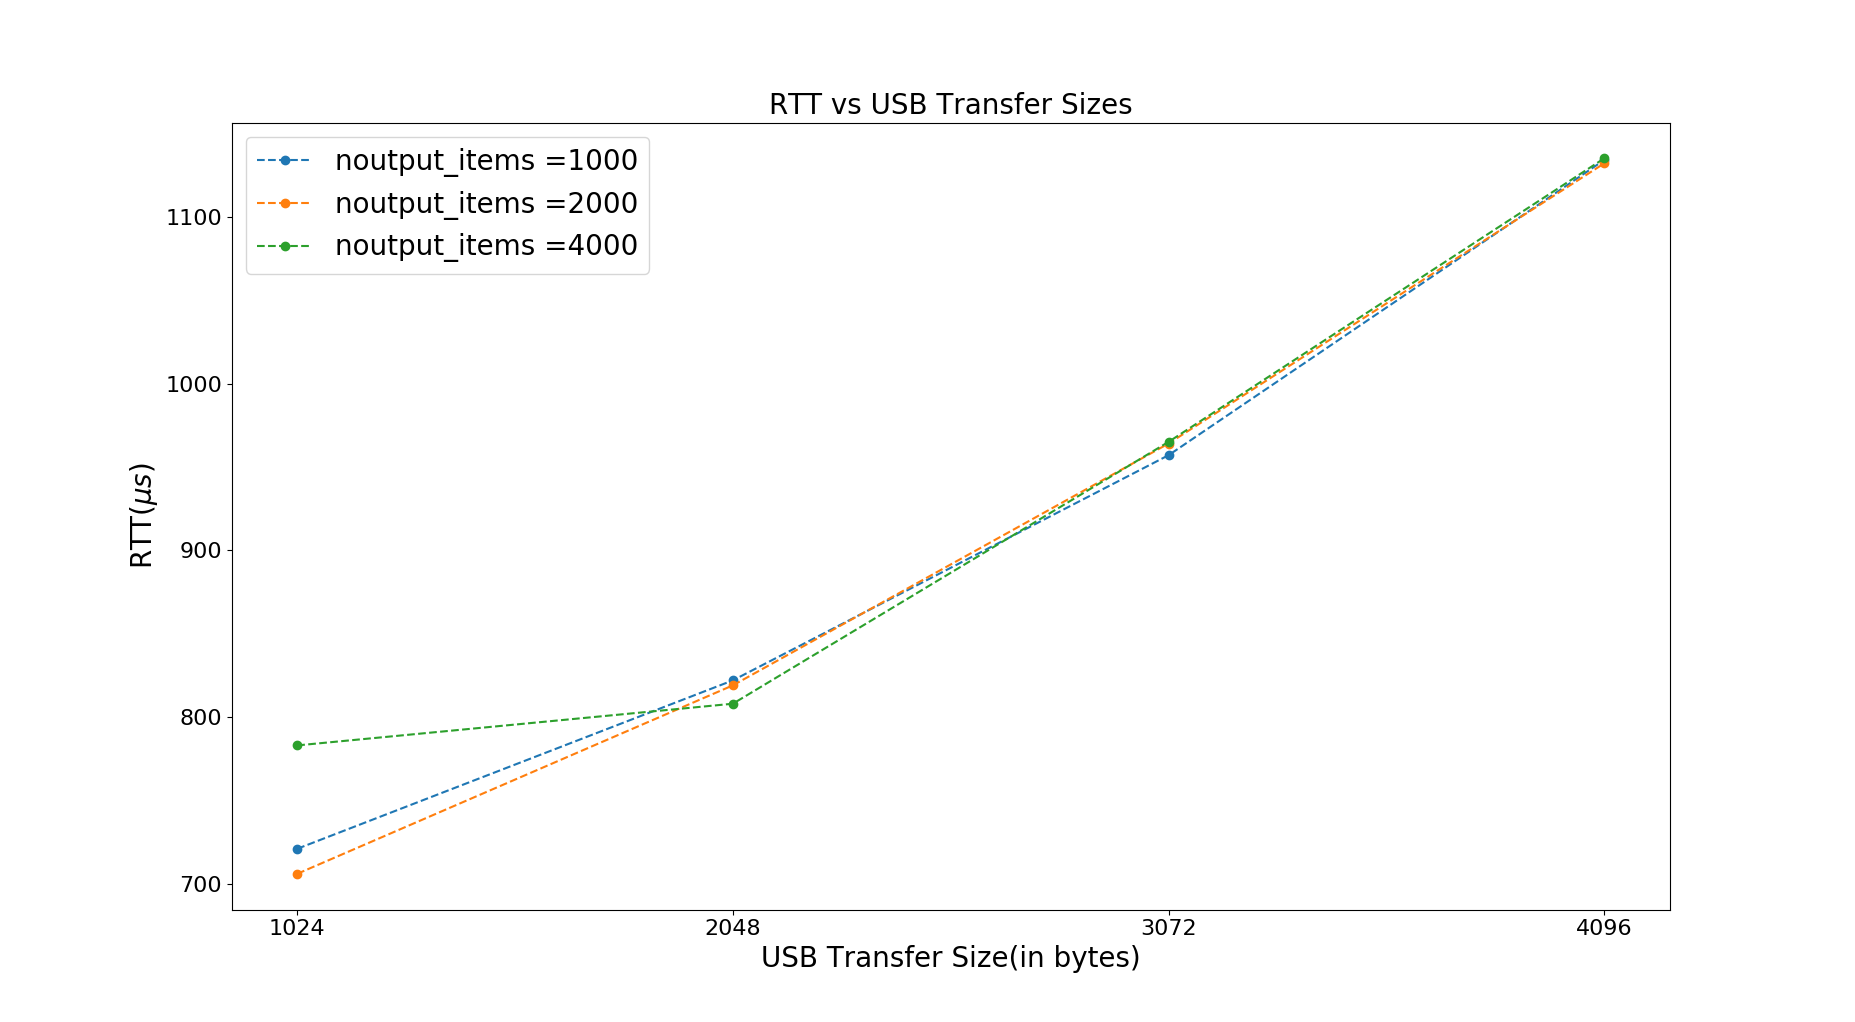 RTT vs USB Transfer Sizes
noutput_items =1000
noutput_items =2000
noutput_items =4000
RTT(μs)
1100
1000
900
800
700
1024 2048 3072 4096
USB Transfer Size(in bytes)